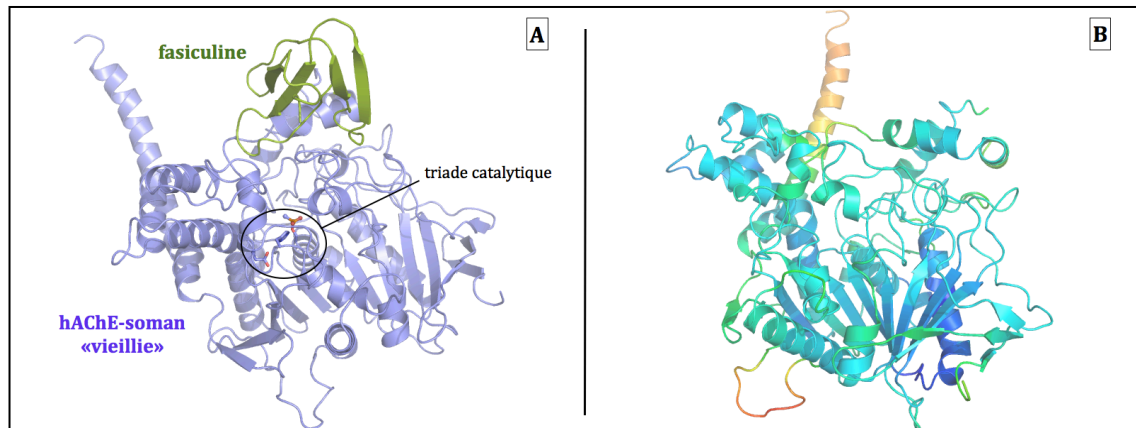 fasiculine
A
B
triade catalytique
hAChE-soman
«vieillie»